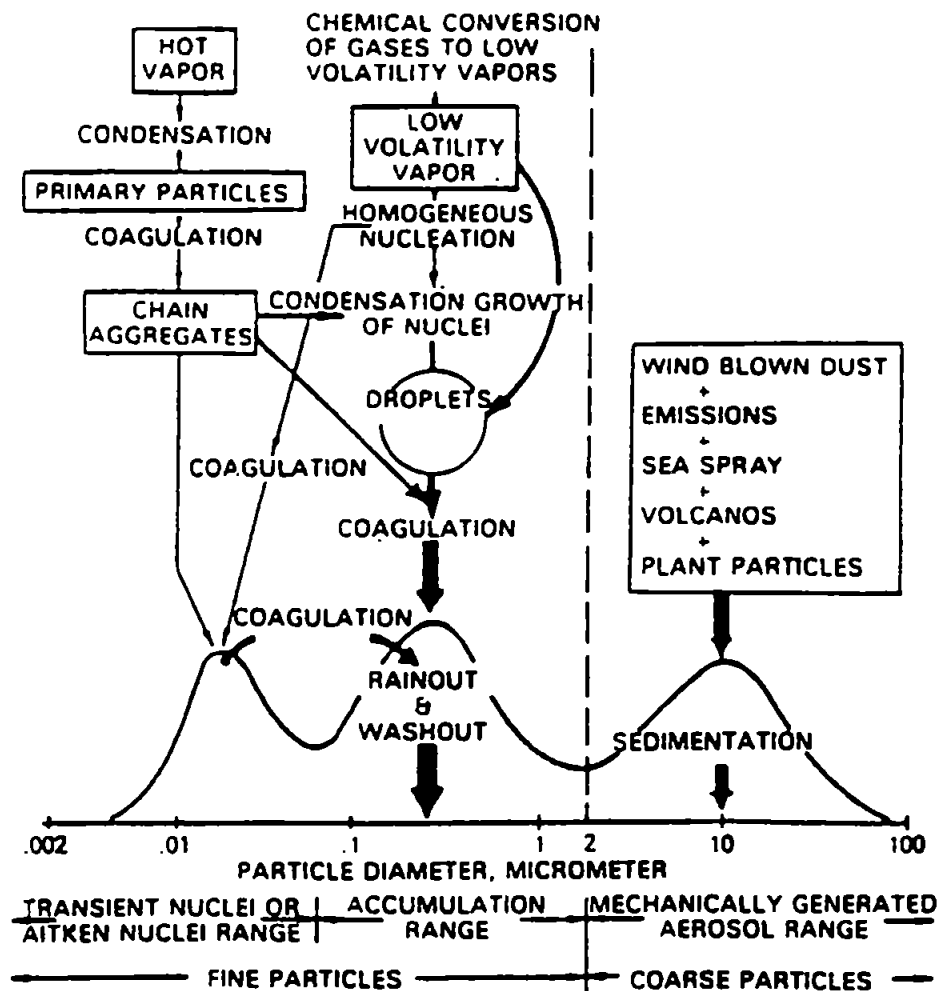 HOT
VAPOR
CONDENSATION
PRIMARY PARTICLES
COAGULATION
CHAIN
AGGREGATES
CHEMICAL CONVERSION
OF GASES TO LOW
VOLATILITY VAPORS
LOW
VOLATILITY
VAPOR
HOMOGENEOUS
NUCLEATION
CONDENSATION GROWTH
OF NUCLEI
DROPLETS
COAGULATION
COAGULATION
COAGULATION
RAINOUT
&
WASHOUT
WIND BLOWN DUST
+
EMISSIONS
+
SEA SPRAY
+
VOLCANOS
+
PLANT PARTICLES
SEDIMENTATION
.002 .01 .1 1 2 10 100
PARTICLE DIAMETER, MICROMETER
TRANSIENT NUCLEI OR
AITKEN NUCLEI RANGE
ACCUMULATION
RANGE
MECHANICALLY GENERATED
AEROSOL RANGE
FINE PARTICLES
COARSE PARTICLES